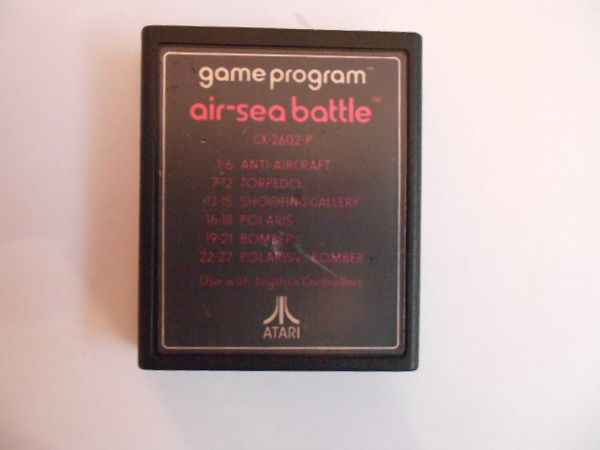 game program™
air-sea battle™
CX-2602-P
1-6 ANTI-AIRCRAFT
7-12 TORPEDO
13-15 SHOOTING GALLERY
16-18 POLARIS
19-21 BOMBER
22-27 POLARIS vs. BOMBER
Use with Joystick Controllers
ATARI